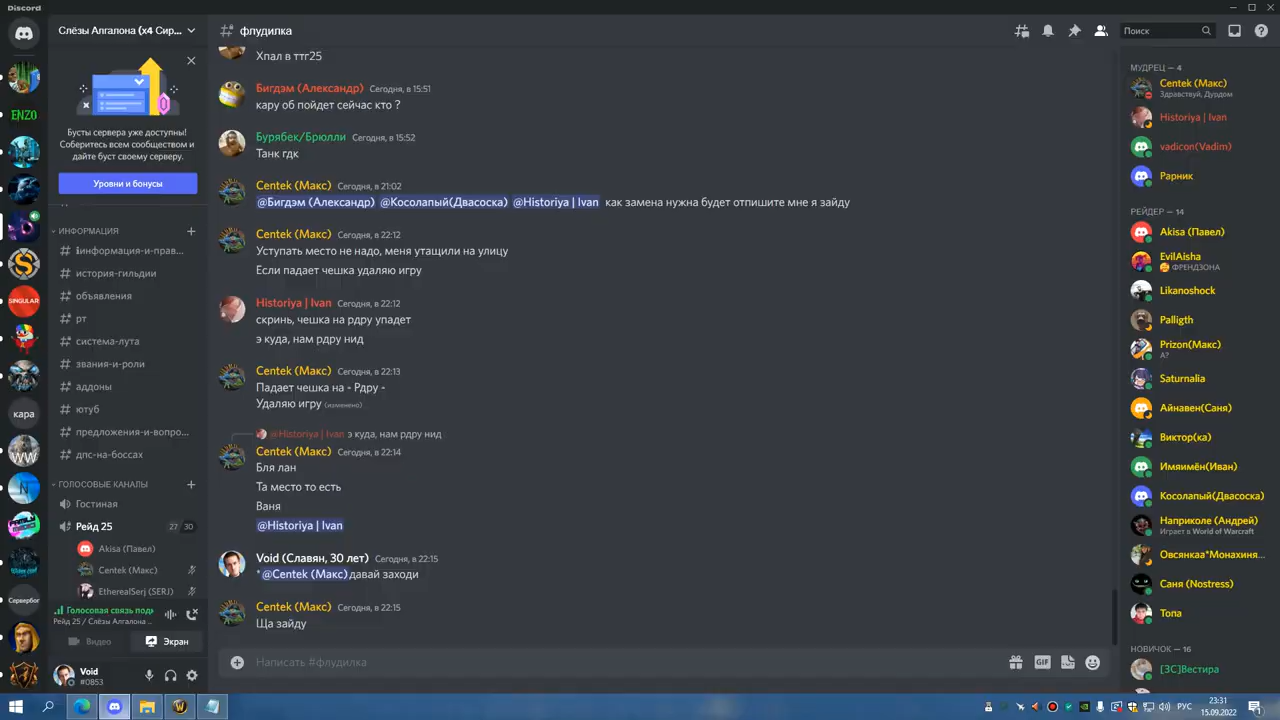 Discord
ENZO
SINGULAR
кара
WW
Сервербог
Слёзы Алгалона (x4 Сир...
Бусты сервера уже доступны!
Соберитесь всем сообществом и
дайте буст своему серверу.
Уровни и бонусы
ИНФОРМАЦИЯ
информация-и-прав...
история-гильдии
объявления
рт
система-лута
звания-и-роли
аддоны
ютуб
предложения-и-вопро...
дпс-на-боссах
ГОЛОСОВЫЕ КАНАЛЫ
Гостиная
Рейд 25 27 30
Akisa (Павел)
Centek (Макс)
EtherealSerj (SERJ)
Голосовая связь подк
Рейд 25 / Слёзы Алгалона ...
Видео Экран
Void
#0853
флудилка
Хпал в ттг25
Бигдэм (Александр) Сегодня, в 15:51
кару об пойдет сейчас кто ?
Бурябек/Брюлли Сегодня, в 15:52
Танк гдк
Centek (Макс) Сегодня, в 21:02
@Бигдэм (Александр) @Косолапый(Двасоска) @Historiya | Ivan как замена нужна будет отпишите мне я зайду
Centek (Макс) Сегодня, в 22:12
Уступать место не надо, меня утащили на улицу
Если падает чешка удаляю игру
Historiya | Ivan Сегодня, в 22:12
скринь, чешка на рдру упадет
э куда, нам рдру нид
Centek (Макс) Сегодня, в 22:13
Падает чешка на - Рдру -
Удаляю игру (изменено)
@Historiya | Ivan э куда, нам рдру нид
Centek (Макс) Сегодня, в 22:14
Бля лан
Та место то есть
Ваня
@Historiya | Ivan
Void (Славян, 30 лет) Сегодня, в 22:15
* @Centek (Макс) давай заходи
Centek (Макс) Сегодня, в 22:15
Ща зайду
Написать #флудилка
GIF
Поиск
МУДРЕЦ — 4
Centek (Макс)
Здравствуй, Дурдом
Historiya | Ivan
vadicon(Vadim)
Рарник
РЕЙДЕР — 14
Akisa (Павел)
EvilAisha
ФРЕНДЗОНА
Likanoshock
Palligth
Prizon(Макс)
А?
Saturnalia
Айнавен(Саня)
Виктор(ка)
Имяимён(Иван)
Косолапый(Двасоска)
Наприколе (Андрей)
Играет в World of Warcraft
Овсянкаа*Монахиня...
Саня (Nostress)
Топа
НОВИЧОК — 16
[ЗС]Вестира
РУС
23:31
15.09.2022